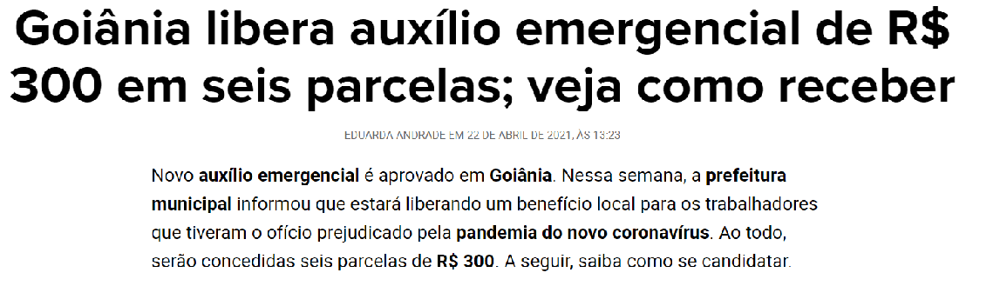 Goiânia libera auxílio emergencial de R$
300 em seis parcelas; veja como receber
EDUARDA ANDRADE EM 22 DE ABRIL DE 2021, ÀS 13:23
Novo auxílio emergencial é aprovado em Goiânia. Nessa semana, a prefeitura
municipal informou que estará liberando um benefício local para os trabalhadores
que tiveram o ofício prejudicado pela pandemia do novo coronavírus. Ao todo,
serão concedidas seis parcelas de R$ 300. A seguir, saiba como se candidatar.